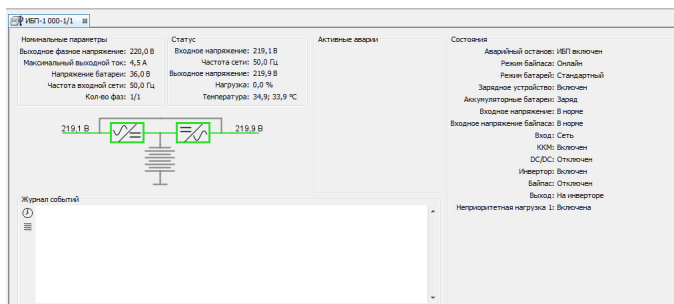 ИБП-1 000-1/1
Номинальные параметры
Выходное фазное напряжение: 220,0 В
Максимальный выходной ток: 4,5 А
Напряжение батареи: 36,0 В
Частота входной сети: 50,0 Гц
Кол-во фаз: 1/1
Статус
Входное напряжение: 219,1 В
Частота сети: 50,0 Гц
Выходное напряжение: 219,9 В
Нагрузка: 0,0 %
Температура: 34,9; 33,9 °C
Активные аварии
Состояния
Аварийный останов: ИБП включен
Режим байпаса: Онлайн
Режим батарей: Стандартный
Зарядное устройство: Включен
Аккумуляторные батареи: Заряд
Входное напряжение: В норме
Входное напряжение байпаса: В норме
Вход: Сеть
ККМ: Включен
DC/DC: Отключен
Инвертор: Включен
Байпас: Отключен
Выход: На инверторе
Неприоритетная нагрузка 1: Включена
219,1 В
219,9 В
Журнал событий